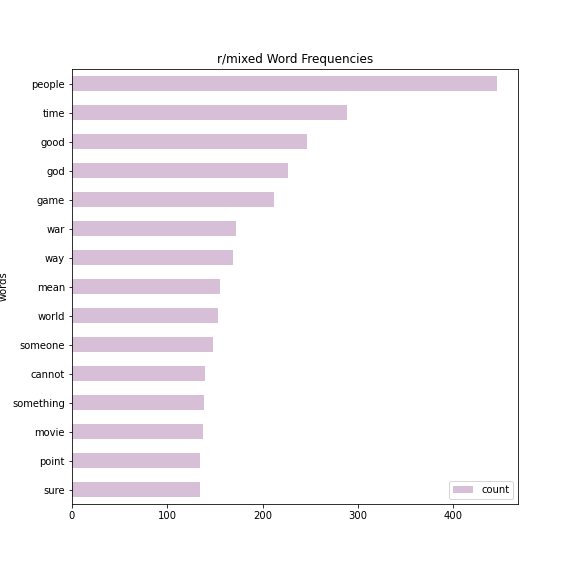 r/mixed Word Frequencies
people
time
good
god
game
war
way
mean
world
someone
cannot
something
movie
point
sure
words
count
0 100 200 300 400